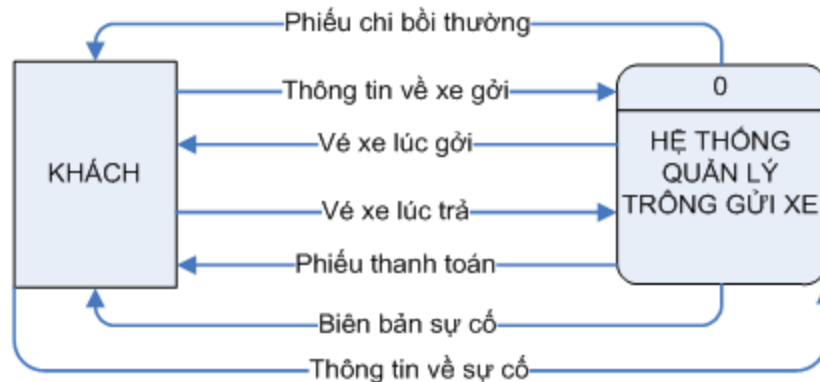 Phiếu chi bồi thường
Thông tin về xe gởi
0
Vé xe lúc gởi
HỆ THỐNG
QUẢN LÝ
TRÔNG GỬI XE
KHÁCH
Vé xe lúc trả
Phiếu thanh toán
Biên bản sự cố
Thông tin về sự cố